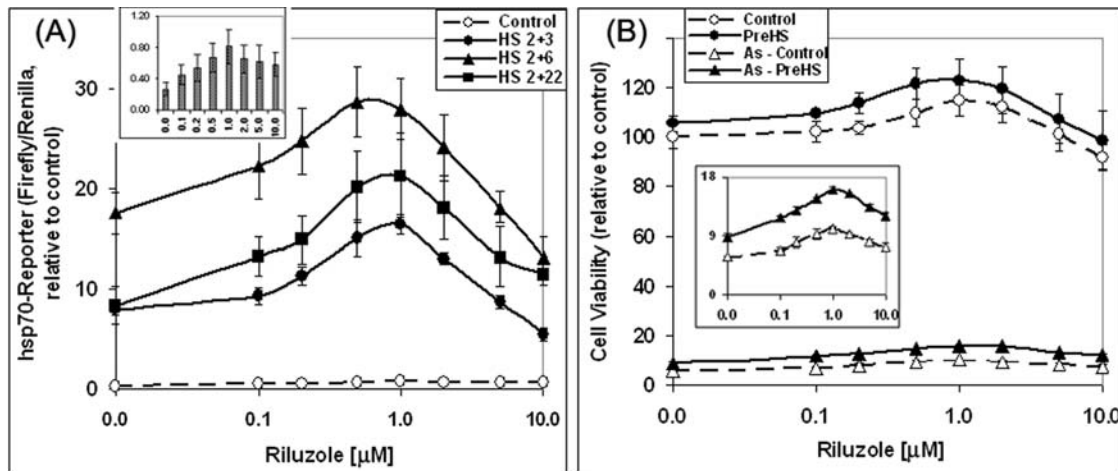 (A)
1.20
0.80
0.40
0.00
0.0 0.1 0.2 0.5 1.0 2.0 5.0 10.0
Control
HS 2+3
HS 2+6
HS 2+22
hsp70-Reporter (Firefly/Renilla,
relative to control)
30
20
10
0
0.0 0.1 1.0 10.0
Riluzole [µM]
(B)
Control
PreHS
As - Control
As - PreHS
Cell Viability (relative to control)
120
100
80
60
40
20
0
18
9
0
0.0 0.1 1.0 10.0
0.0 0.1 1.0 10.0
Riluzole [µM]